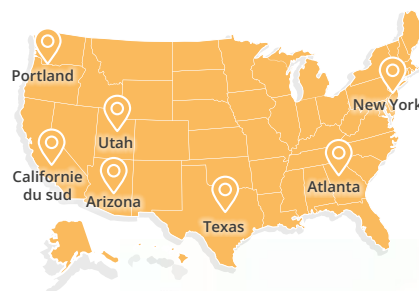 Portland
New York
Utah
Californie
du sud
Arizona
Atlanta
Texas